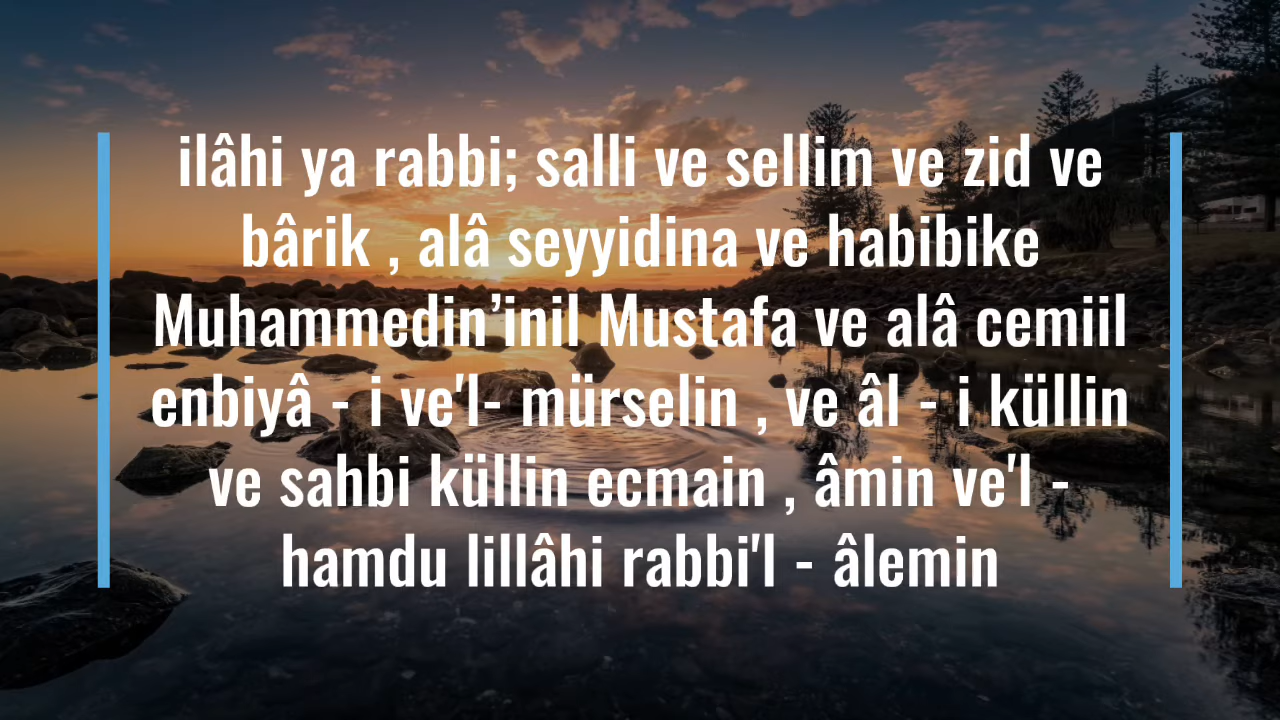 ilâhi ya rabbi; salli ve sellim ve zid ve
bârik , alâ seyyidina ve habibike
Muhammedin’inil Mustafa ve alâ cemiil
enbiyâ - i ve'l- mürselin , ve âl - i küllin
ve sahbi küllin ecmain , âmin ve'l -
hamdu lillâhi rabbi'l - âlemin